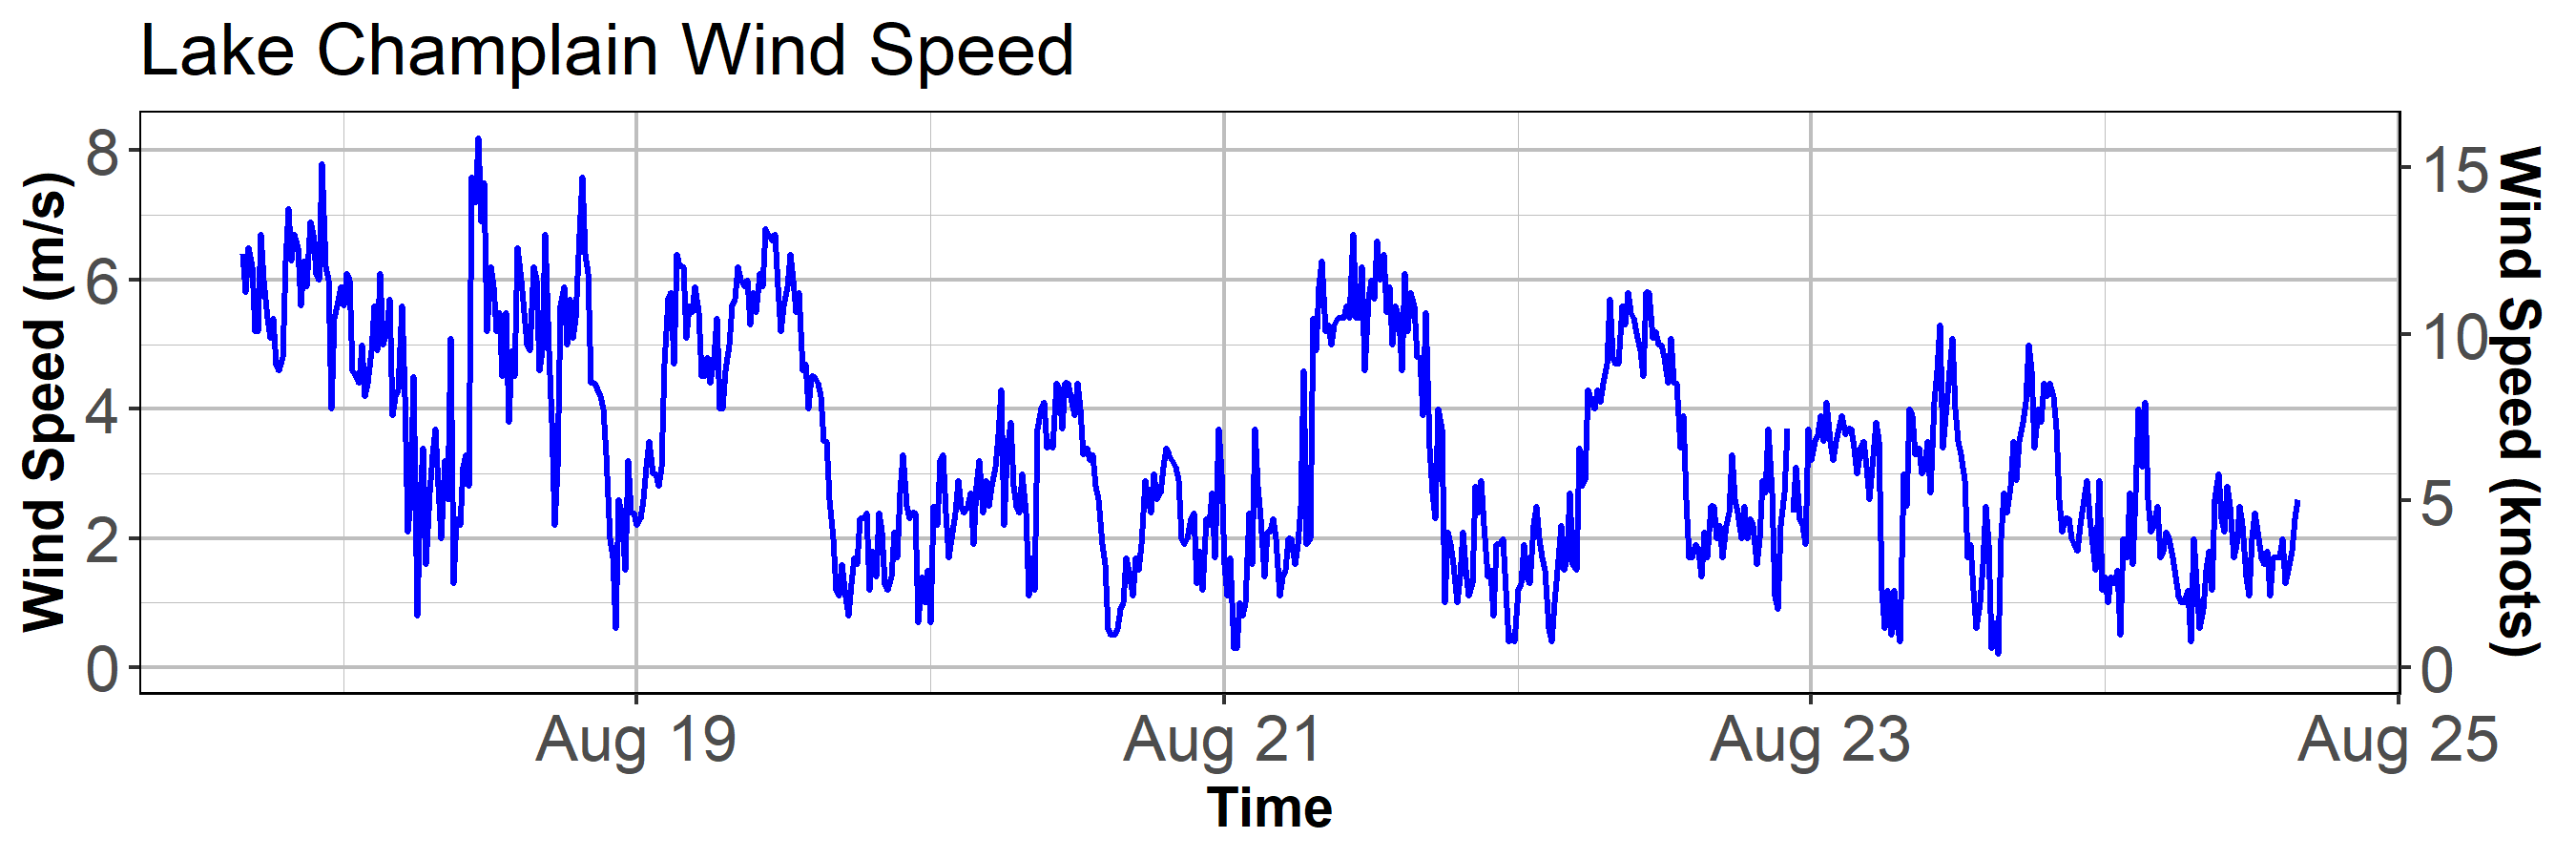 Lake Champlain Wind Speed
Wind Speed (m/s)
8
6
4
2
0
15
10
5
0
Wind Speed (knots)
Aug 19
Aug 21
Aug 23
Aug 25
Time